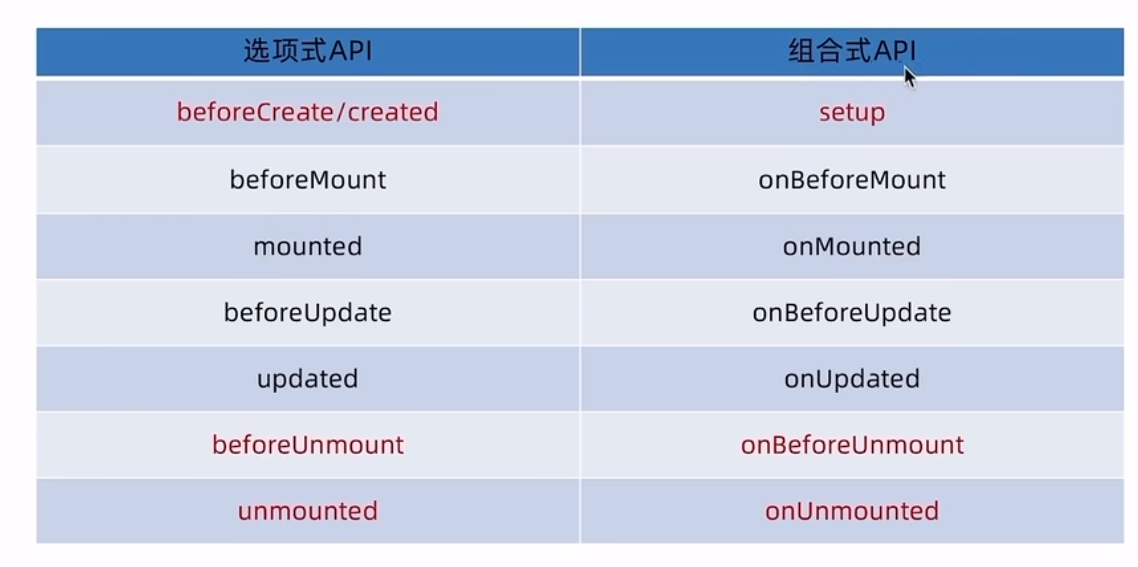 选项式API 组合式API
beforeCreate/created setup
beforeMount onBeforeMount
mounted onMounted
beforeUpdate onBeforeUpdate
updated onUpdated
beforeUnmount onBeforeUnmount
unmounted onUnmounted